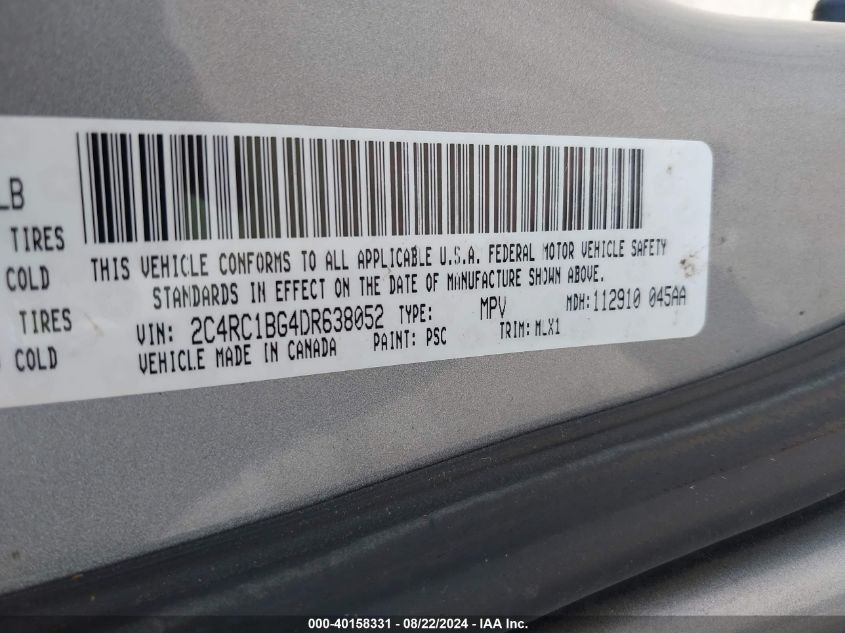 LB
TIRES
COLD
TIRES
COLD
THIS VEHICLE CONFORMS TO ALL APPLICABLE U.S.A. FEDERAL MOTOR VEHICLE SAFETY
STANDARDS IN EFFECT ON THE DATE OF MANUFACTURE SHOWN ABOVE.
VIN: 2C4RC1BG4DR638052 TYPE: MPV MDH: 112910 045AA
VEHICLE MADE IN CANADA PAINT: PSC TRIM: MLX1
000-40158331 - 08/22/2024 - IAA Inc.